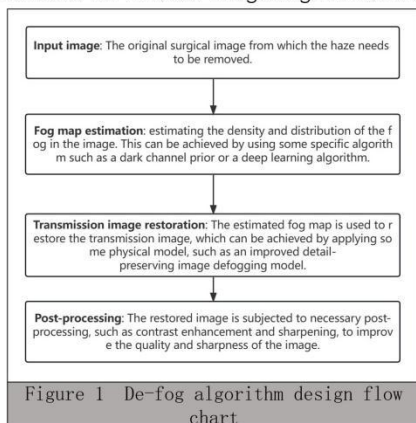 Input image: The original surgical image from which the haze needs
to be removed.
Fog map estimation: estimating the density and distribution of the f
og in the image. This can be achieved by using some specific algorith
m such as a dark channel prior or a deep learning algorithm.
Transmission image restoration: The estimated fog map is used to r
estore the transmission image, which can be achieved by applying so
me physical model, such as an improved detail-
preserving image defogging model.
Post-processing: The restored image is subjected to necessary post-
processing, such as contrast enhancement and sharpening, to improv
e the quality and sharpness of the image.
Figure 1 De-fog algorithm design flow
chart